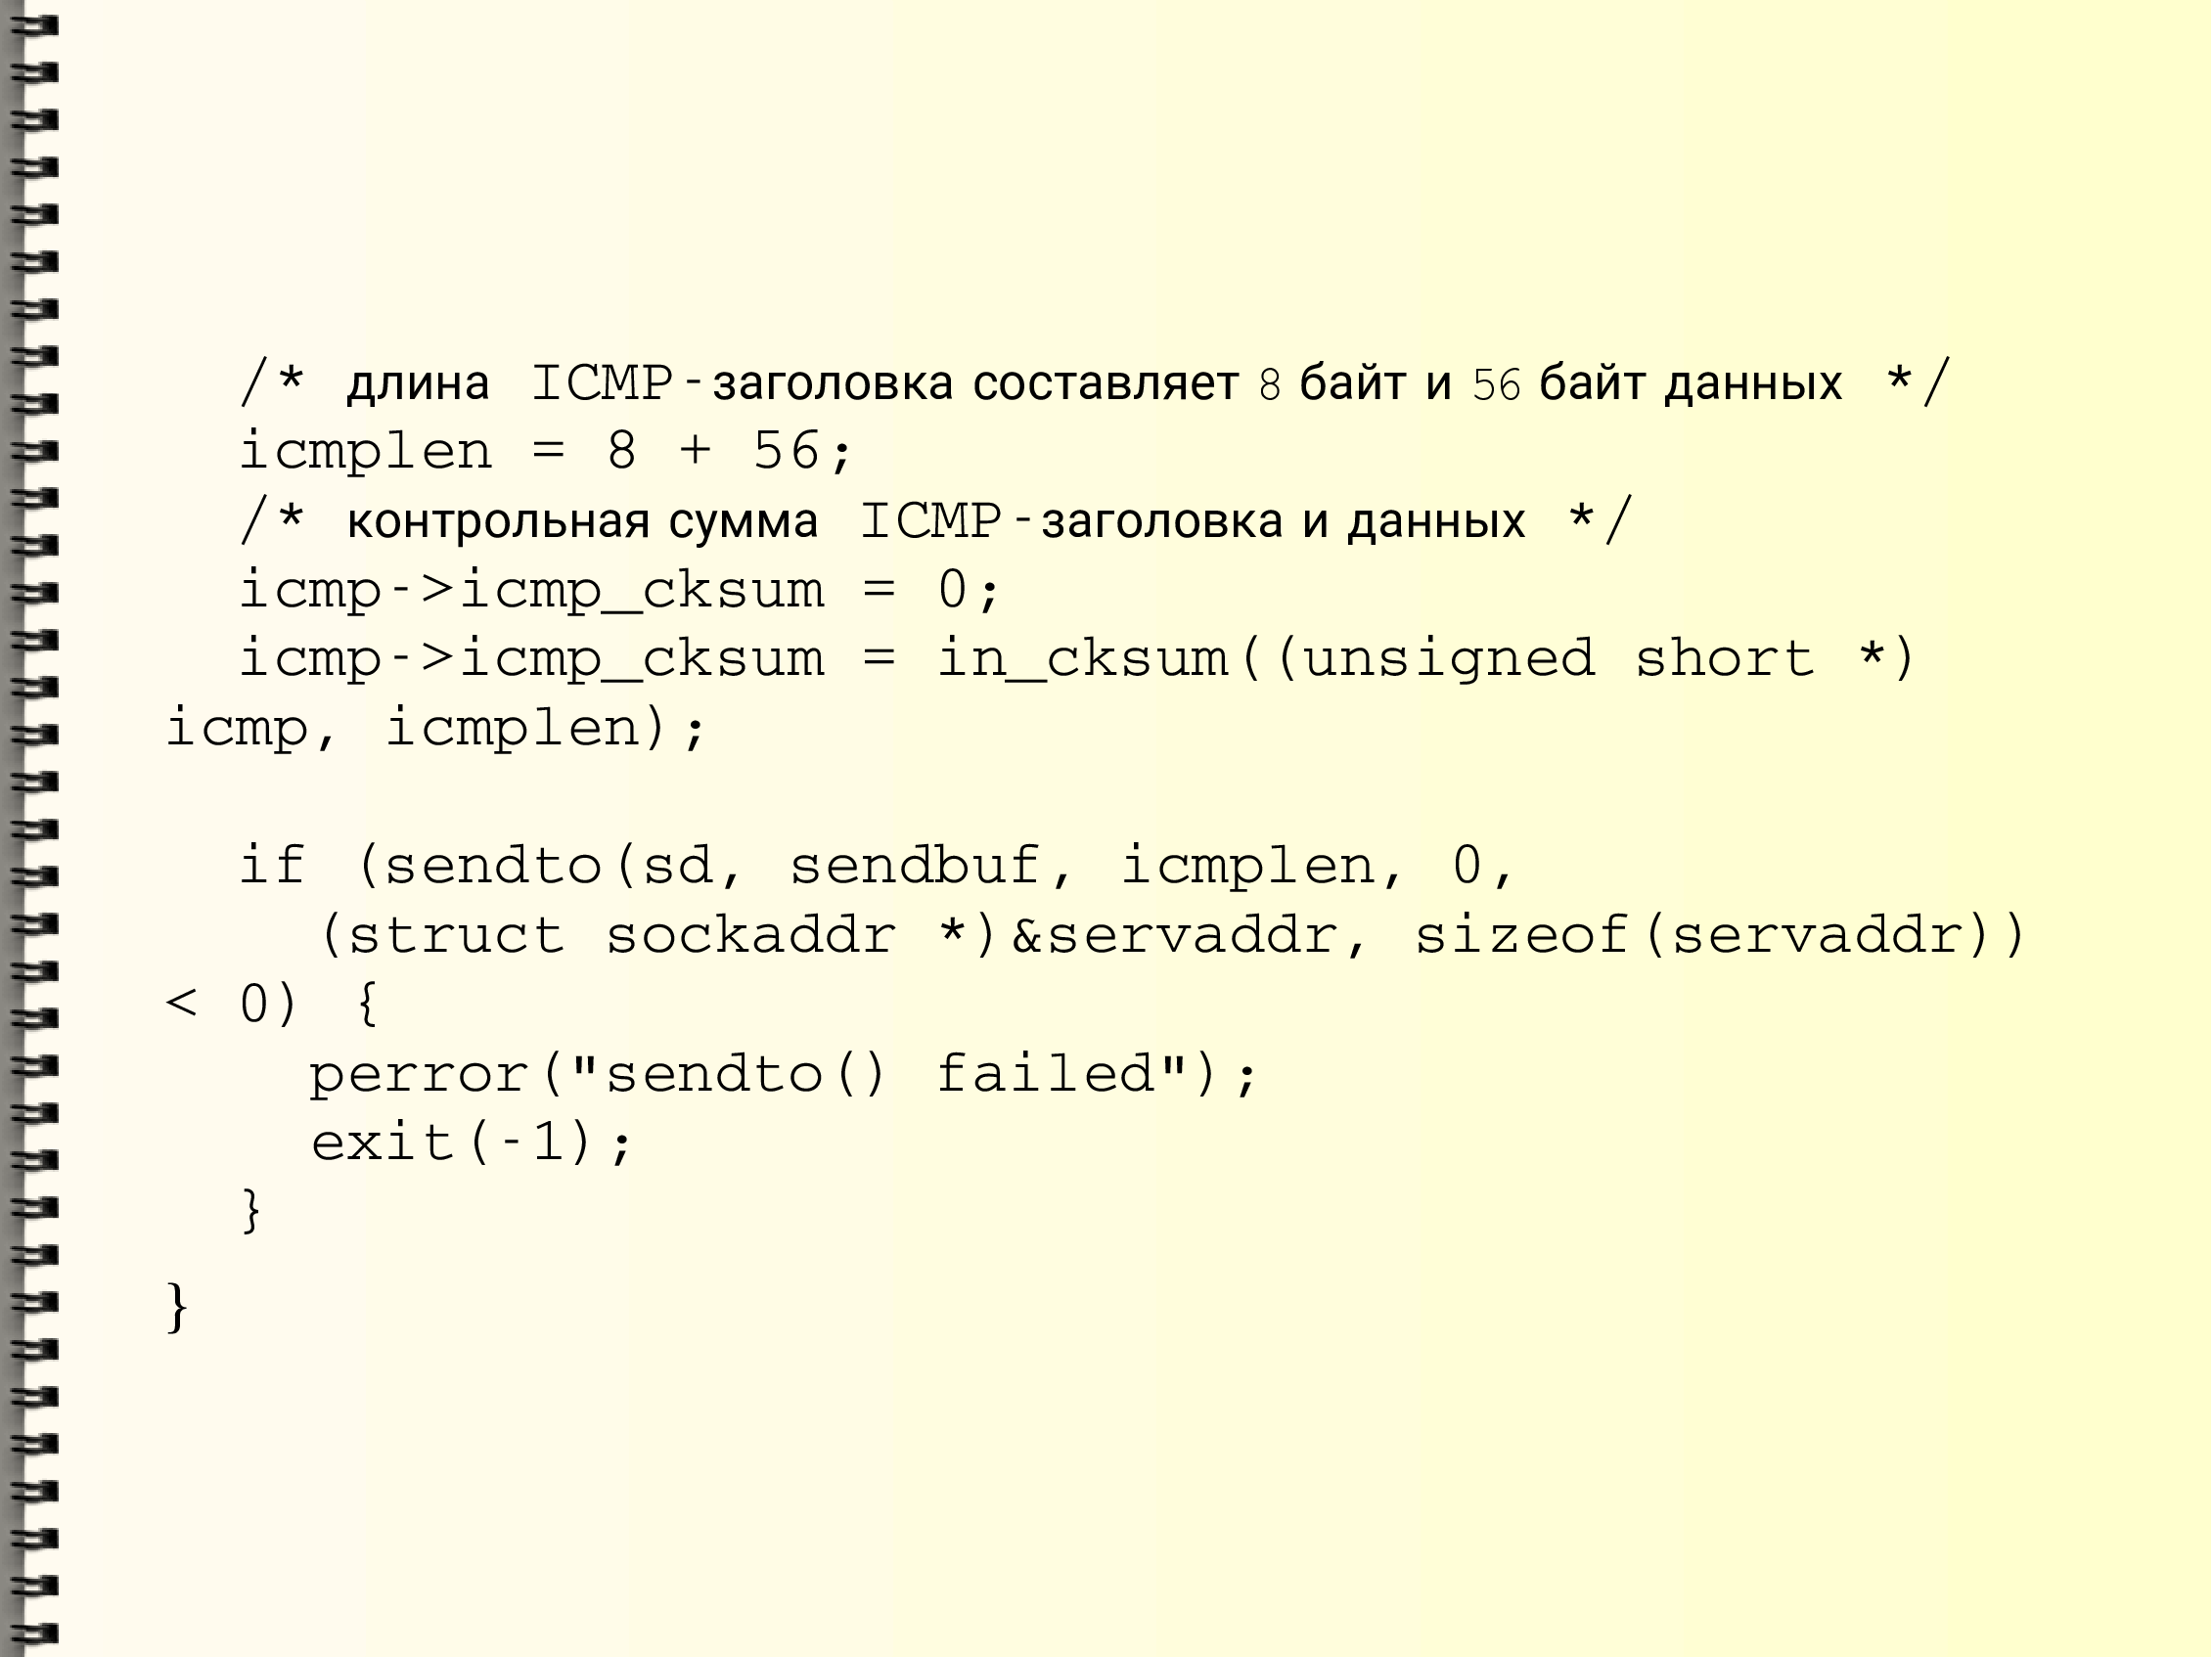 /* длина ICMP-заголовка составляет 8 байт и 56 байт данных */
icmplen = 8 + 56;
/* контрольная сумма ICMP-заголовка и данных */
icmp->icmp_cksum = 0;
icmp->icmp_cksum = in_cksum((unsigned short *)
icmp, icmplen);
if (sendto(sd, sendbuf, icmplen, 0,
(struct sockaddr *)&servaddr, sizeof(servaddr))
< 0) {
perror("sendto() failed");
exit(-1);
}
}